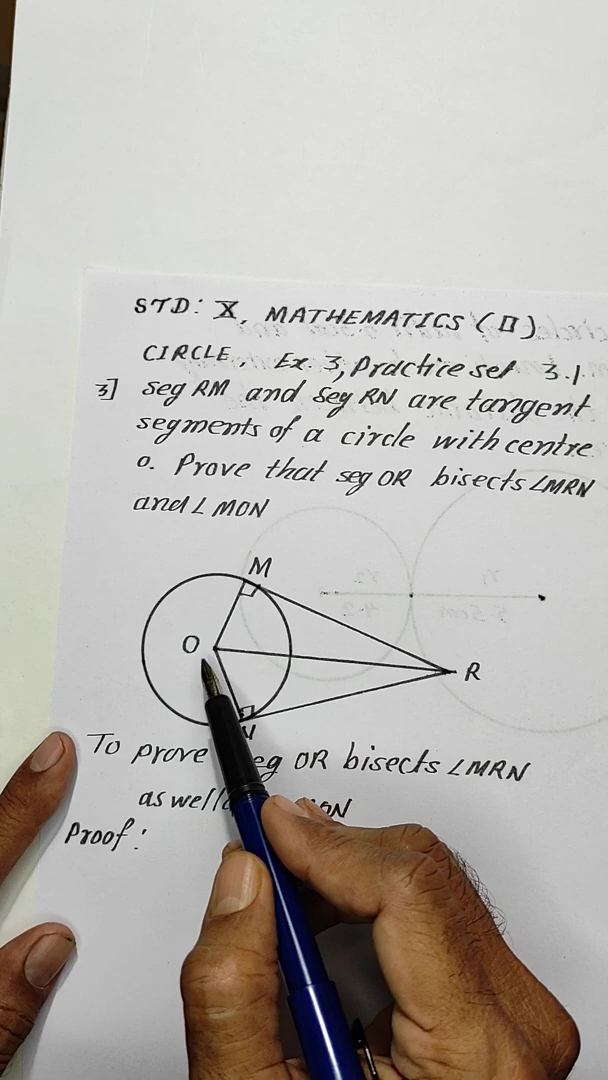 STD: X, MATHEMATICS (II)
CIRCLE, Ex. 3, Practice set 3.1
3] seg RM and seg RN are tangent
segments of a circle with centre
O. Prove that seg OR bisects ∠MRN
and ∠MON
M
O
R
N
To prove seg OR bisects ∠MRN
as well
Proof: